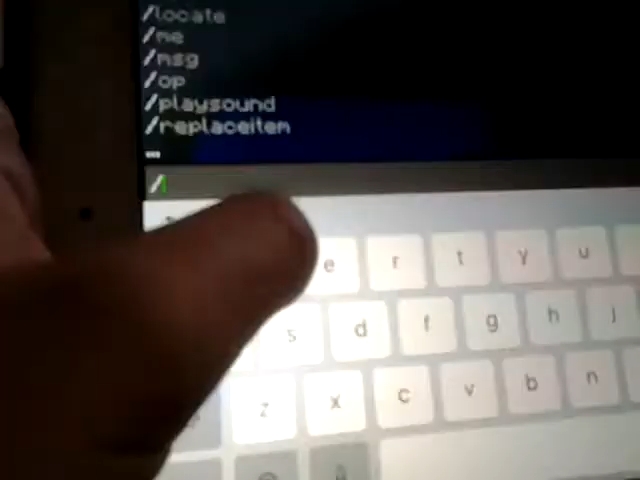 /locate
/me
/msg
/op
/playsound
/replaceitem
/
e r t y u
s d f g h j
z x c v b n